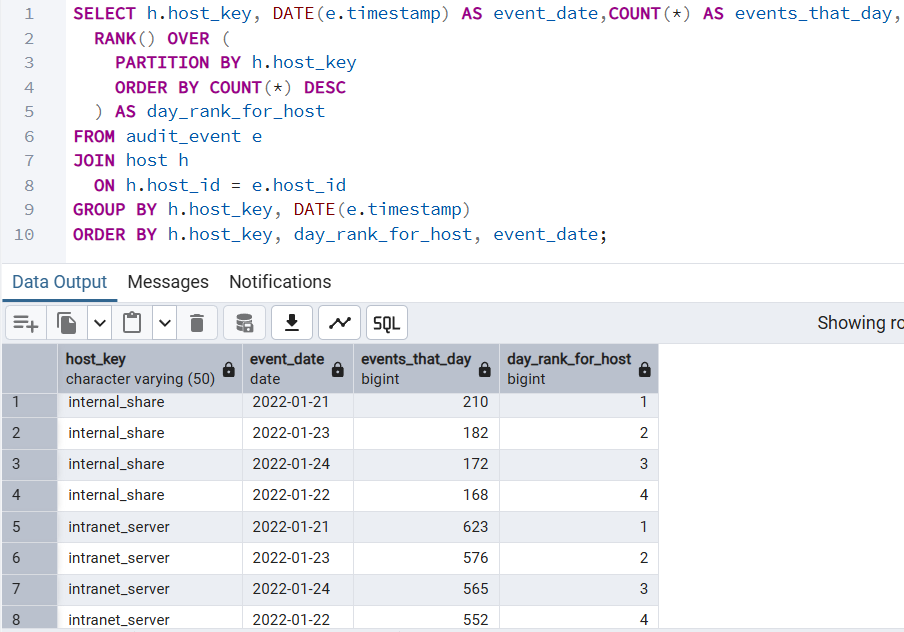 1 SELECT h.host_key, DATE(e.timestamp) AS event_date,COUNT(*) AS events_that_day,
2 RANK() OVER (
3 PARTITION BY h.host_key
4 ORDER BY COUNT(*) DESC
5 ) AS day_rank_for_host
6 FROM audit_event e
7 JOIN host h
8 ON h.host_id = e.host_id
9 GROUP BY h.host_key, DATE(e.timestamp)
10 ORDER BY h.host_key, day_rank_for_host, event_date;
Data Output Messages Notifications
SQL Showing ro
host_key event_date events_that_day day_rank_for_host
character varying (50) date bigint bigint
1 internal_share 2022-01-21 210 1
2 internal_share 2022-01-23 182 2
3 internal_share 2022-01-24 172 3
4 internal_share 2022-01-22 168 4
5 intranet_server 2022-01-21 623 1
6 intranet_server 2022-01-23 576 2
7 intranet_server 2022-01-24 565 3
8 intranet_server 2022-01-22 552 4